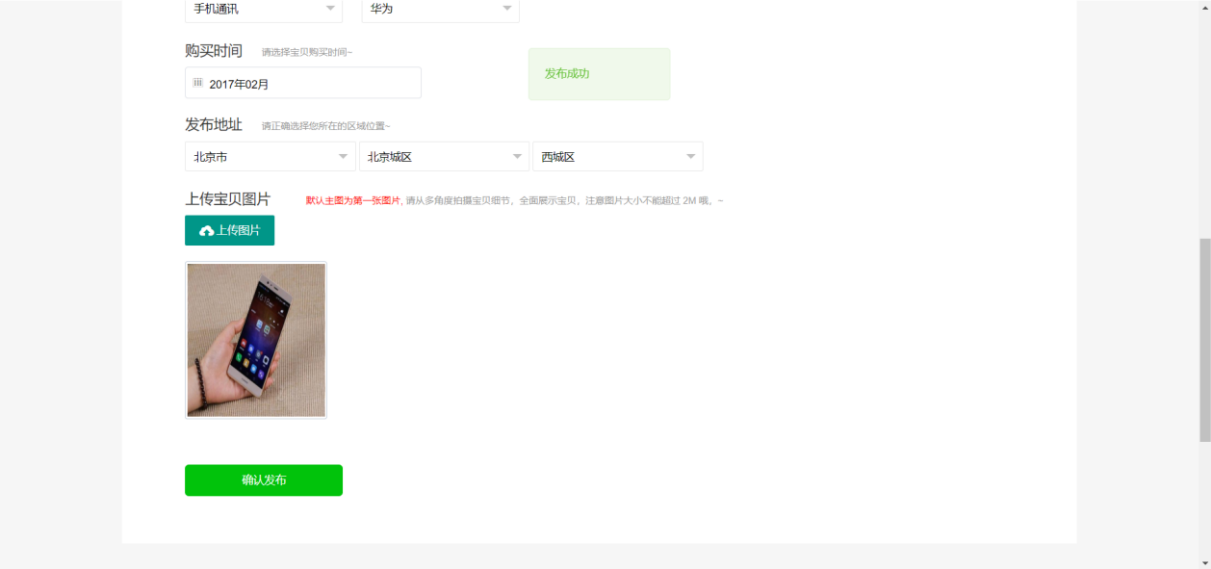 手机通讯 华为
购买时间 请选择宝贝购买时间~
2017年02月
发布成功
发布地址 请正确选择您所在的区域位置~
北京市 北京城区 西城区
上传宝贝图片 默认主图为第一张图片, 请从多角度拍摄宝贝细节，全面展示宝贝，注意图片大小不能超过 2M 哦。~
上传图片
确认发布